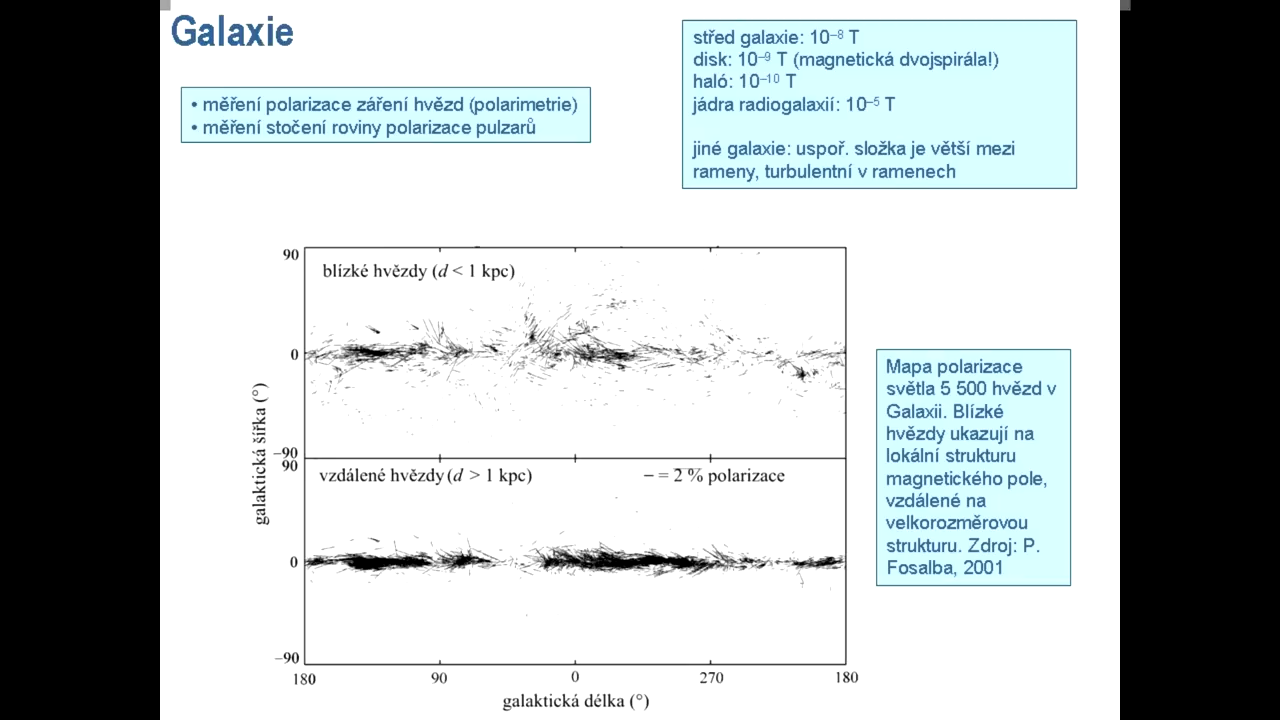 Galaxie
• měření polarizace záření hvězd (polarimetrie)
• měření stočení roviny polarizace pulzarů
střed galaxie: 10⁻⁸ T
disk: 10⁻⁹ T (magnetická dvojspirála!)
haló: 10⁻¹⁰ T
jádra radiogalaxií: 10⁻⁵ T
jiné galaxie: uspoř. složka je větší mezi
rameny, turbulentní v ramenech
90
blízké hvězdy (d < 1 kpc)
0
–90
90
vzdálené hvězdy (d > 1 kpc)
– = 2 % polarizace
0
–90
galaktická šířka (°)
180 90 0 270 180
galaktická délka (°)
Mapa polarizace
světla 5 500 hvězd v
Galaxii. Blízké
hvězdy ukazují na
lokální strukturu
magnetického pole,
vzdálené na
velkorozměrovou
strukturu. Zdroj: P.
Fosalba, 2001